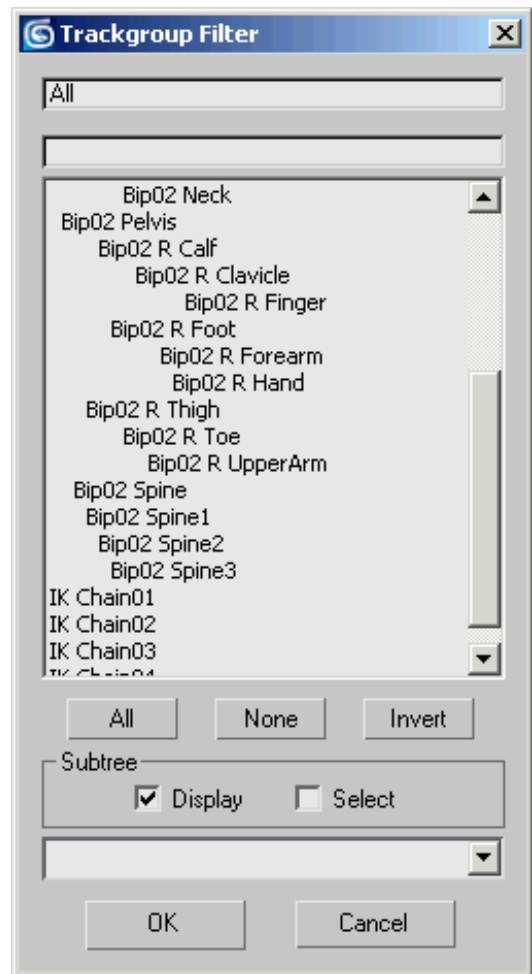 Trackgroup Filter
All
Bip02 Neck
Bip02 Pelvis
Bip02 R Calf
Bip02 R Clavicle
Bip02 R Finger
Bip02 R Foot
Bip02 R Forearm
Bip02 R Hand
Bip02 R Thigh
Bip02 R Toe
Bip02 R UpperArm
Bip02 Spine
Bip02 Spine1
Bip02 Spine2
Bip02 Spine3
IK Chain01
IK Chain02
IK Chain03
IK Chain04
All None Invert
Subtree
Display Select
OK Cancel